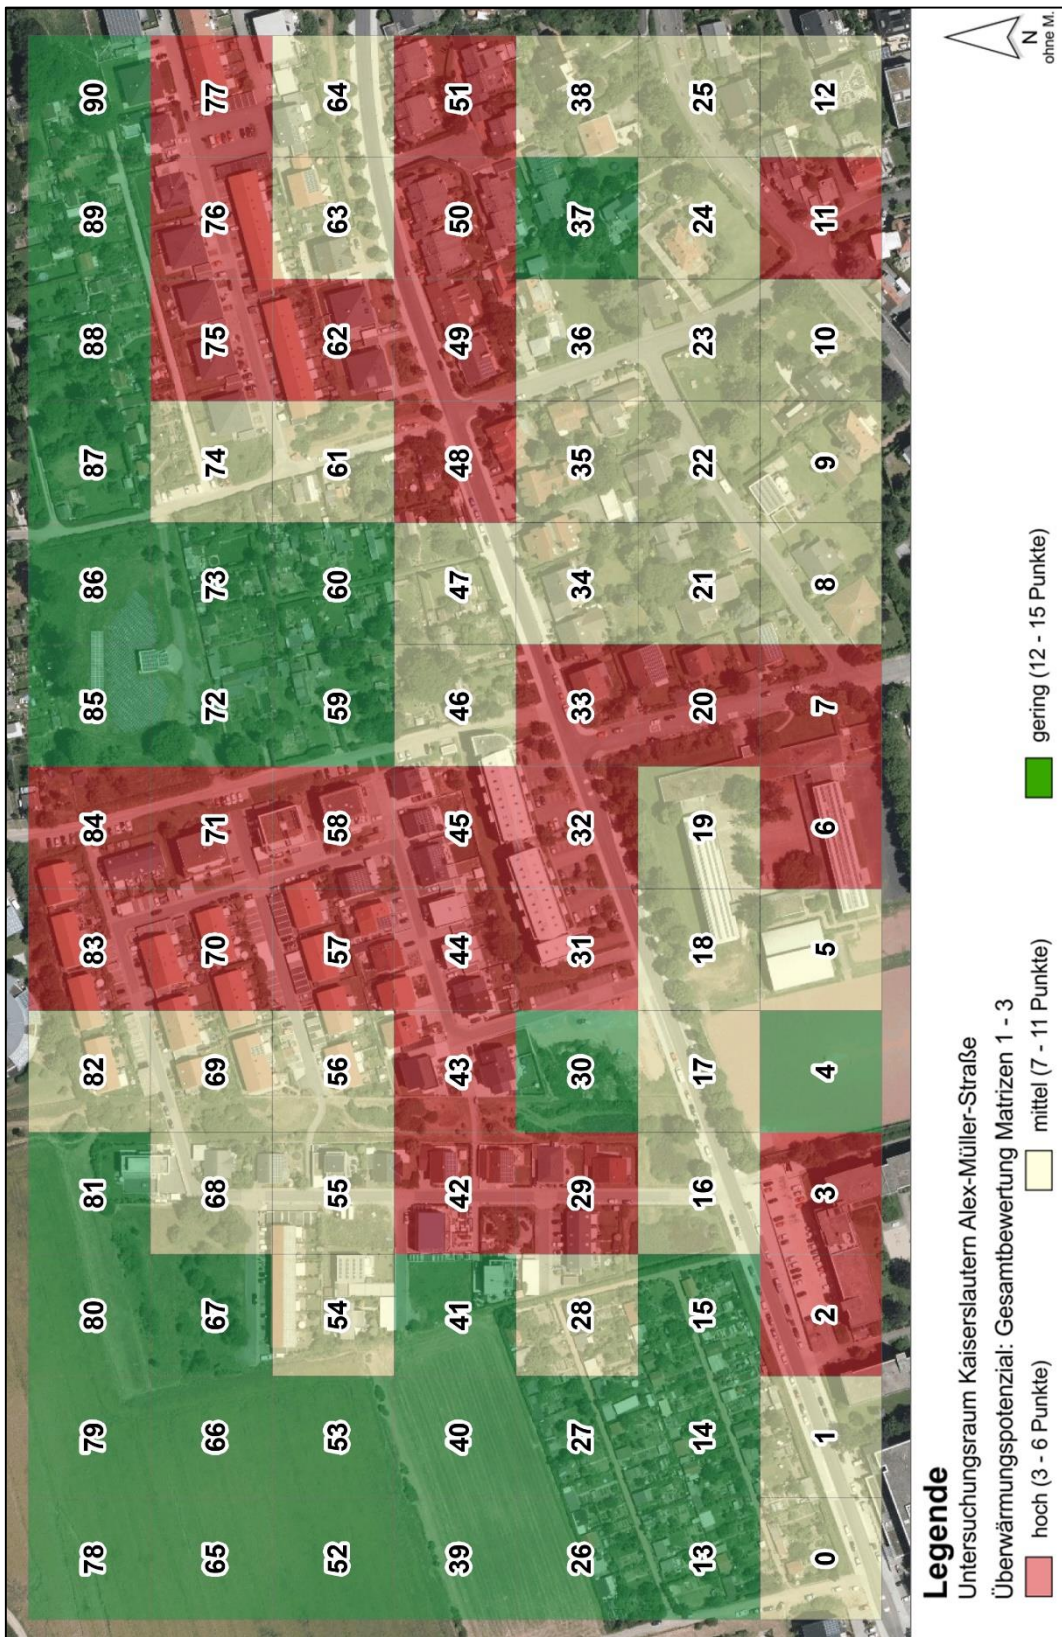 78 79 80 81 82 83 84 85 86 87 88 89 90
65 66 67 68 69 70 71 72 73 74 75 76 77
52 53 54 55 56 57 58 59 60 61 62 63 64
39 40 41 42 43 44 45 46 47 48 49 50 51
26 27 28 29 30 31 32 33 34 35 36 37 38
13 14 15 16 17 18 19 20 21 22 23 24 25
0 1 2 3 4 5 6 7 8 9 10 11 12
Legende
Untersuchungsraum Kaiserslautern Alex-Müller-Straße
Überwärmungspotenzial: Gesamtbewertung Matrizen 1 - 3
hoch (3 - 6 Punkte) mittel (7 - 11 Punkte) gering (12 - 15 Punkte)
N
ohne M.